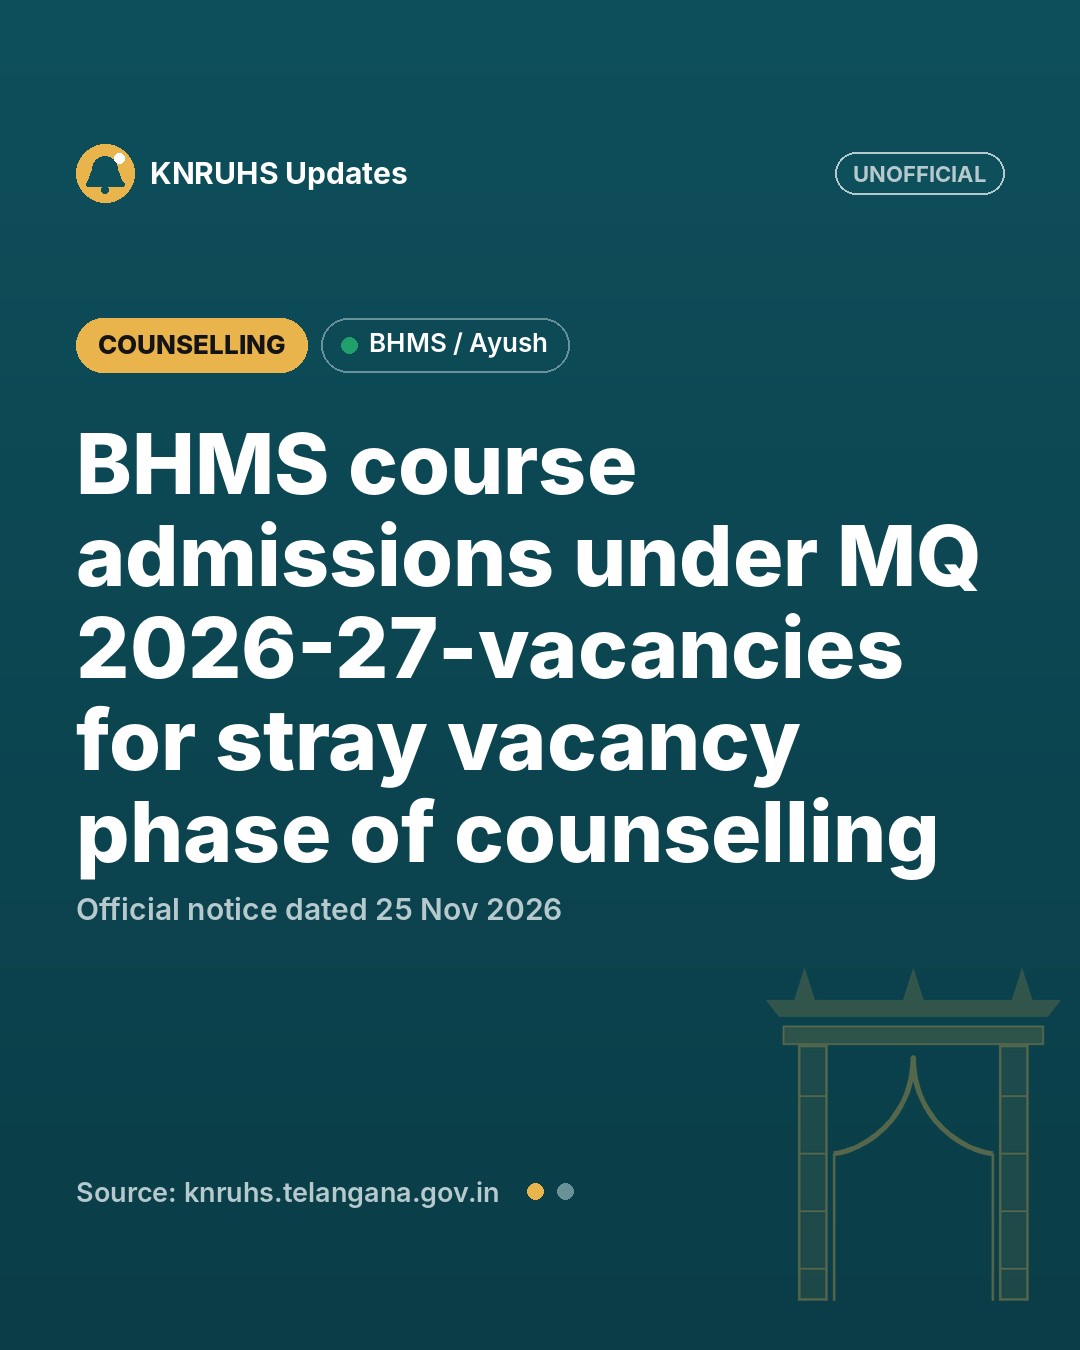 KNRUHS Updates
UNOFFICIAL
COUNSELLING
BHMS / Ayush
BHMS course
admissions under MQ
2026-27-vacancies
for stray vacancy
phase of counselling
Official notice dated 25 Nov 2026
Source: knruhs.telangana.gov.in